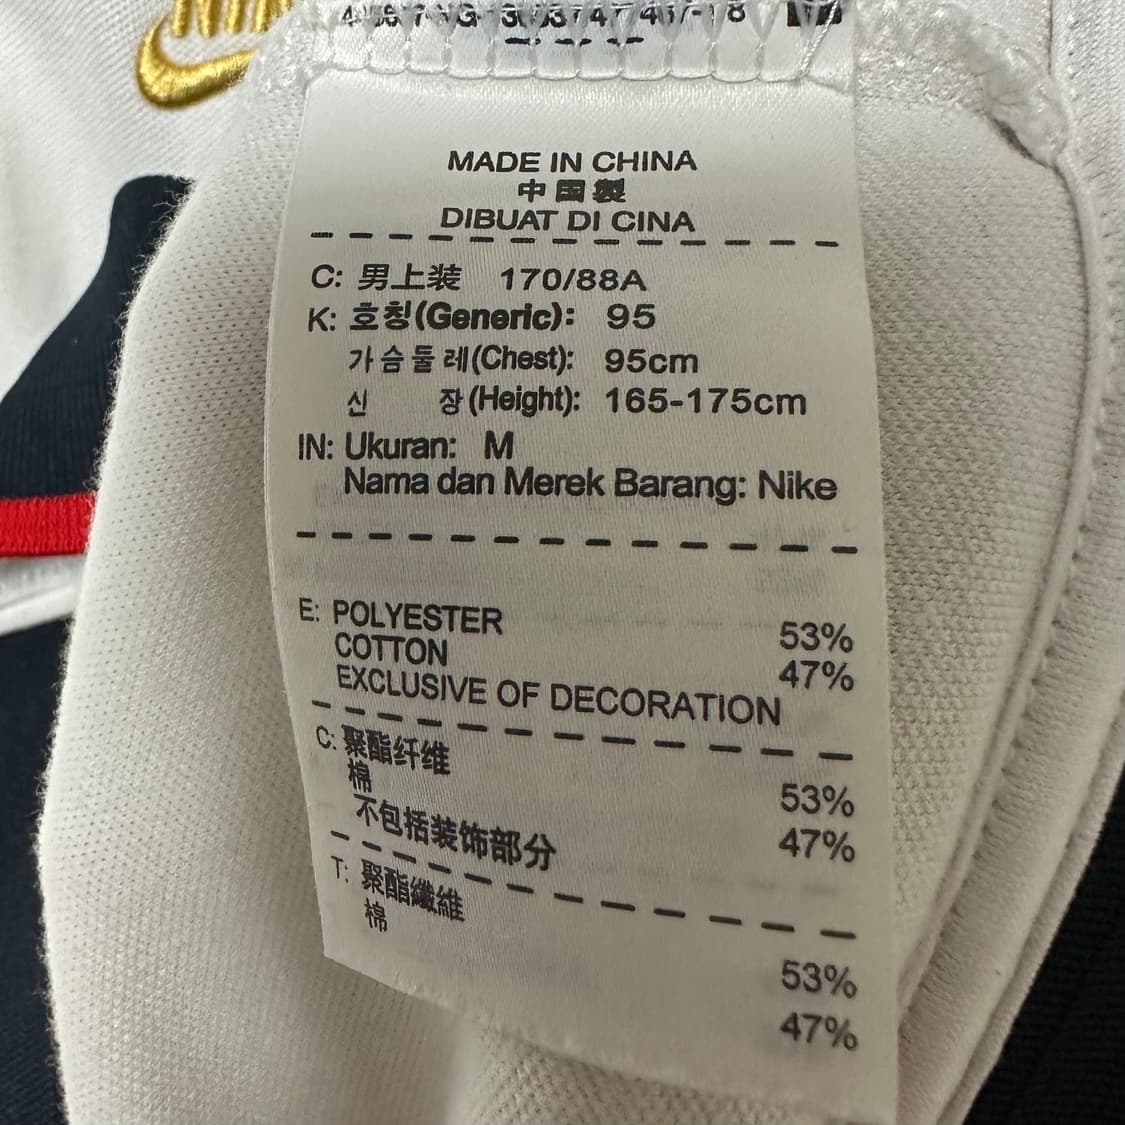 MADE IN CHINA
中国製
DIBUAT DI CINA
C: 男上装 170/88A
K: 호칭(Generic): 95
가슴둘레(Chest): 95cm
신 장(Height): 165-175cm
IN: Ukuran: M
Nama dan Merek Barang: Nike
E: POLYESTER 53%
COTTON 47%
EXCLUSIVE OF DECORATION
C: 聚酯纤维 53%
棉 47%
不包括装饰部分
T: 聚酯纖維 53%
棉 47%